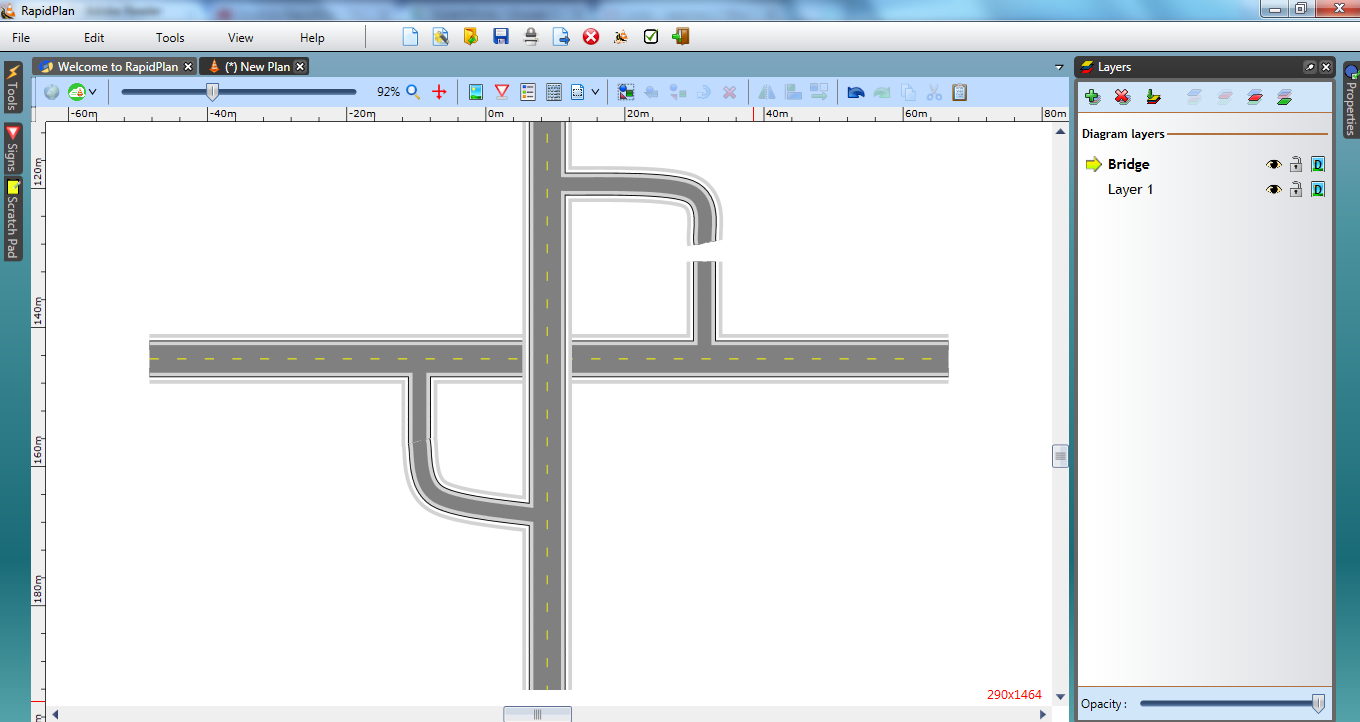 RapidPlan
File Edit Tools View Help
Welcome to RapidPlan (*) New Plan Layers
Tools
Signs
Scratch Pad
Properties
92%
-60m -40m -20m 0m 20m 40m 60m 80m
120m
140m
160m
180m
Diagram layers
Bridge D
Layer 1 D
290x1464
Opacity :